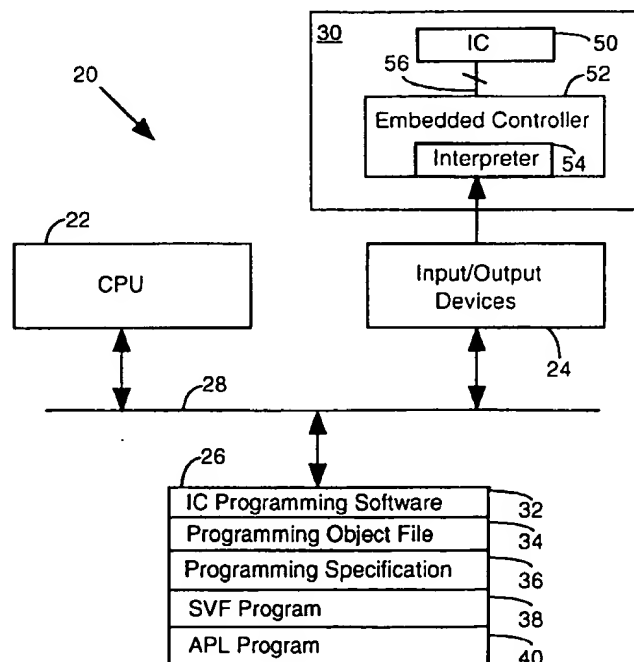 30
IC
50
56
52
20
Embedded Controller
Interpreter
54
22
CPU
Input/Output
Devices
24
28
26
IC Programming Software
32
Programming Object File
34
Programming Specification
36
SVF Program
38
APL Program
40